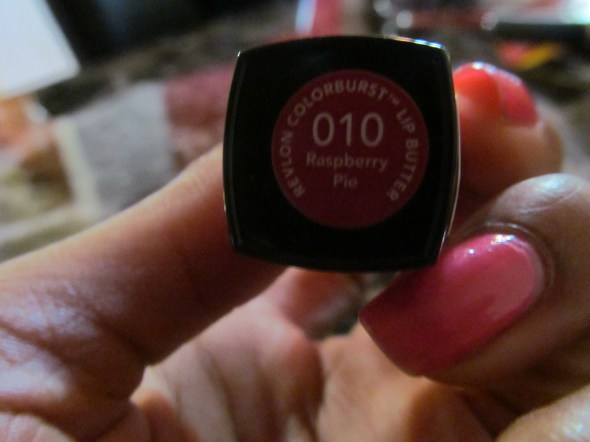 REVLON COLORBURST™ LIP BUTTER
010
Raspberry
Pie